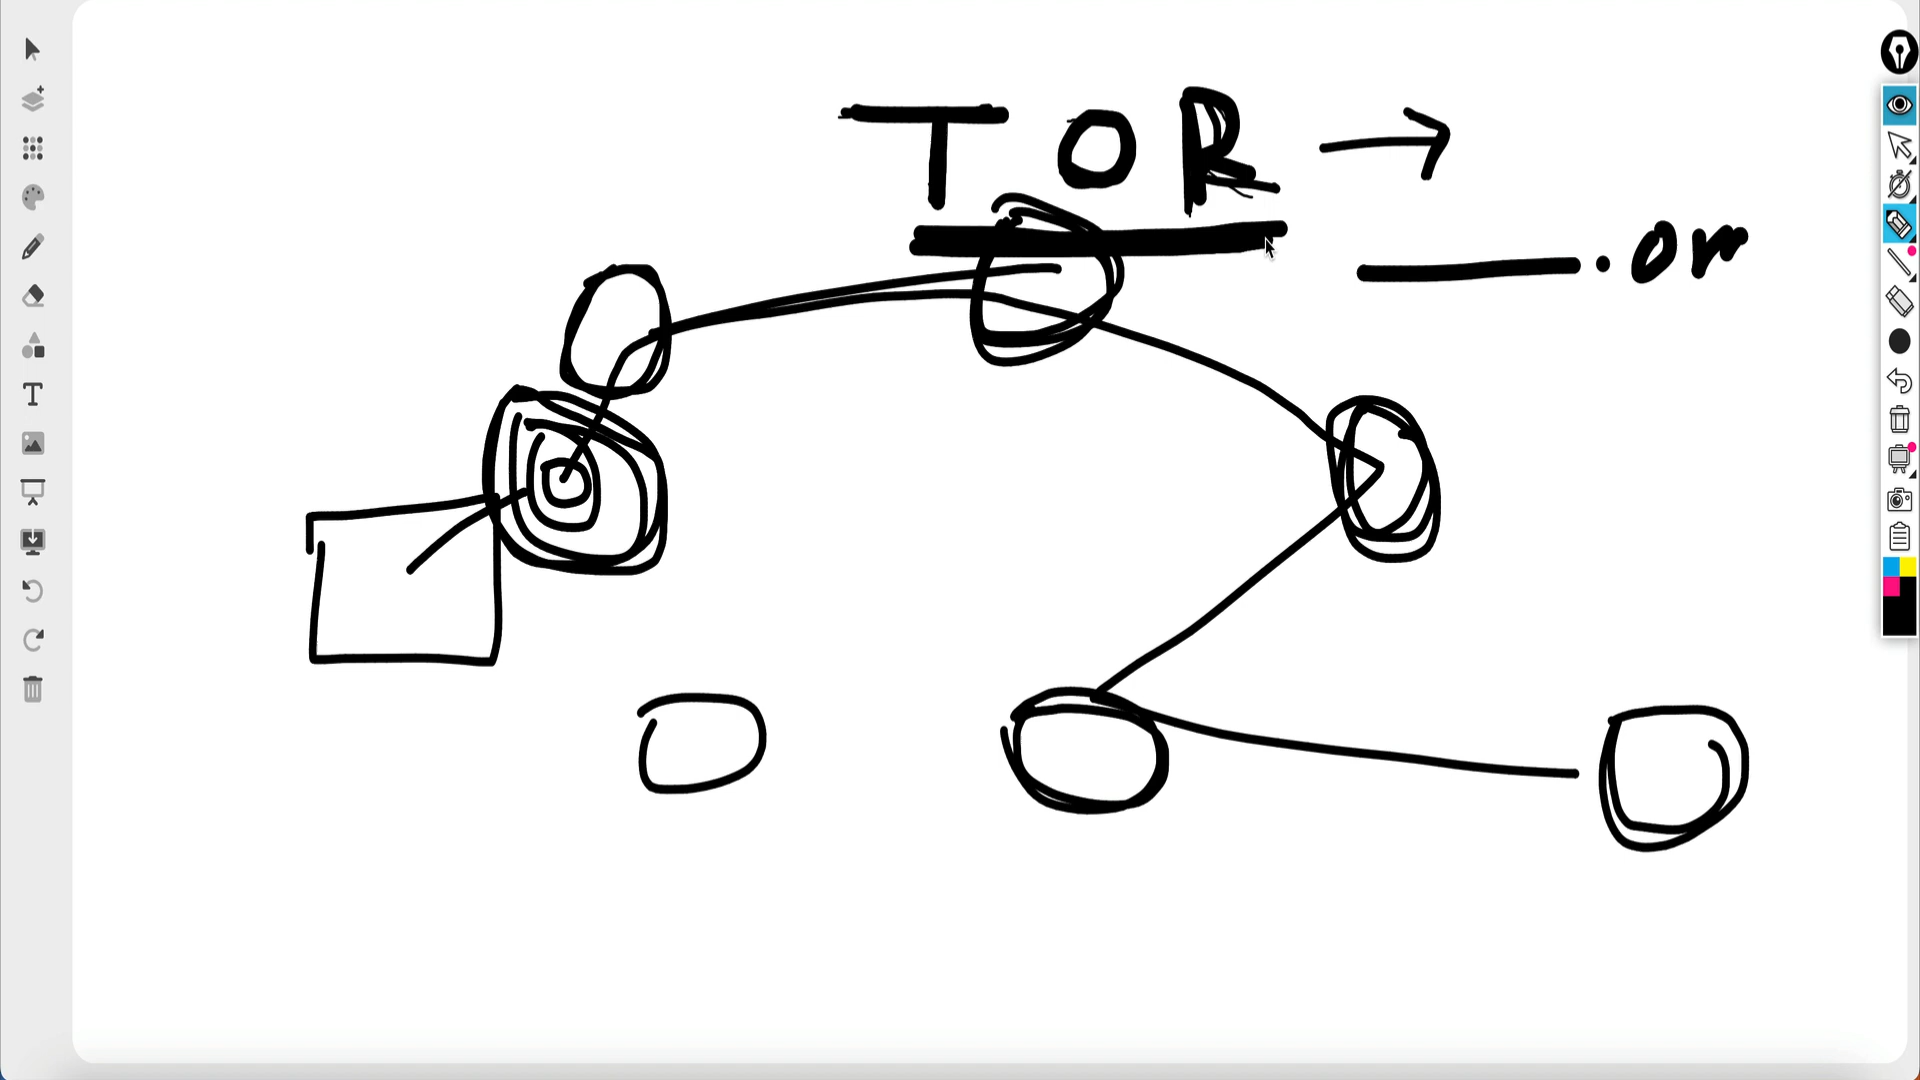 TOR →
.on